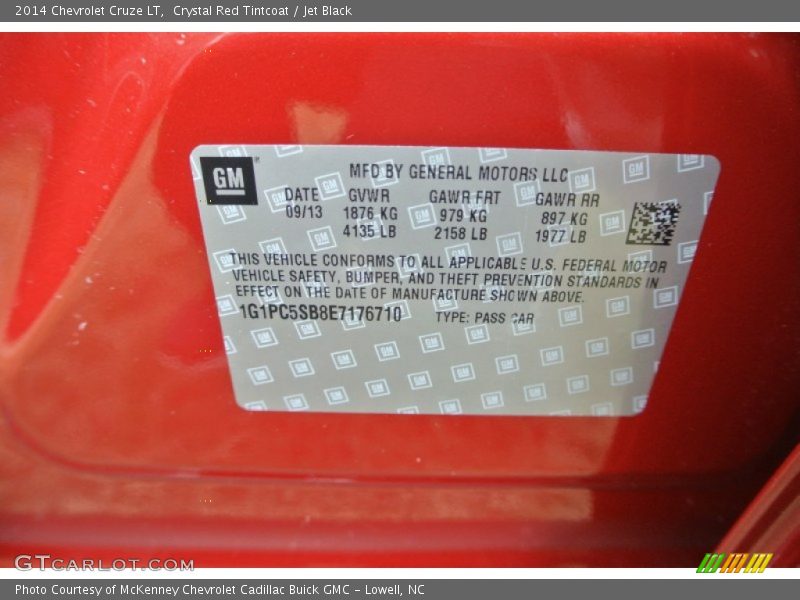 2014 Chevrolet Cruze LT, Crystal Red Tintcoat / Jet Black
GM
MFD BY GENERAL MOTORS LLC
DATE GVWR GAWR FRT GAWR RR
09/13 1876 KG 979 KG 897 KG
4135 LB 2158 LB 1977 LB
THIS VEHICLE CONFORMS TO ALL APPLICABLE U.S. FEDERAL MOTOR
VEHICLE SAFETY, BUMPER, AND THEFT PREVENTION STANDARDS IN
EFFECT ON THE DATE OF MANUFACTURE SHOWN ABOVE.
1G1PC5SB8E7176710 TYPE: PASS CAR
GTCARLOT.COM
Photo Courtesy of McKenney Chevrolet Cadillac Buick GMC - Lowell, NC